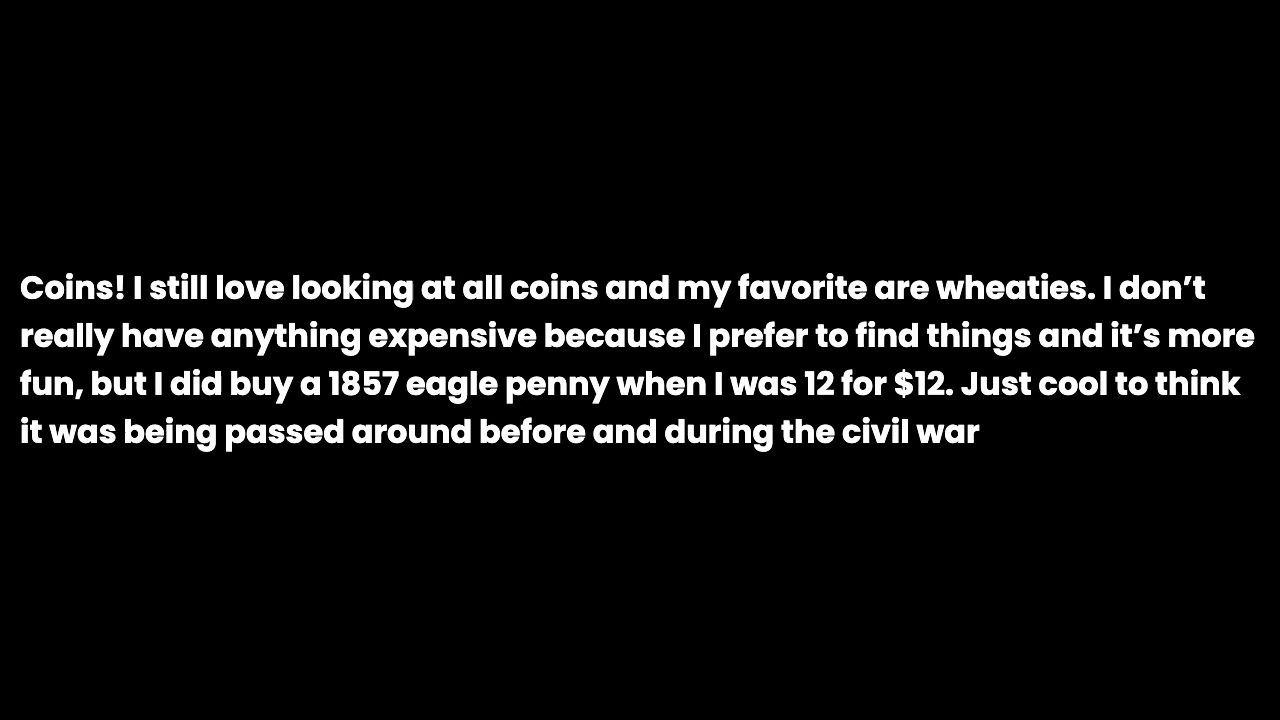 Coins! I still love looking at all coins and my favorite are wheaties. I don’t
really have anything expensive because I prefer to find things and it’s more
fun, but I did buy a 1857 eagle penny when I was 12 for $12. Just cool to think
it was being passed around before and during the civil war